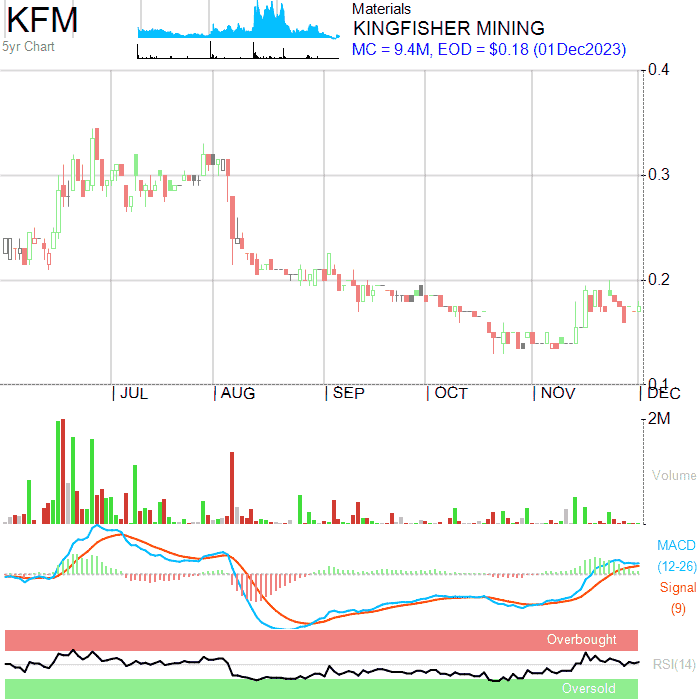 KFM
5yr Chart
Materials
KINGFISHER MINING
MC = 9.4M, EOD = $0.18 (01Dec2023)
0.4
0.3
0.2
0.1
JUL
AUG
SEP
OCT
NOV
DEC
2M
Volume
MACD
(12-26)
Signal
(9)
Overbought
RSI(14)
Oversold